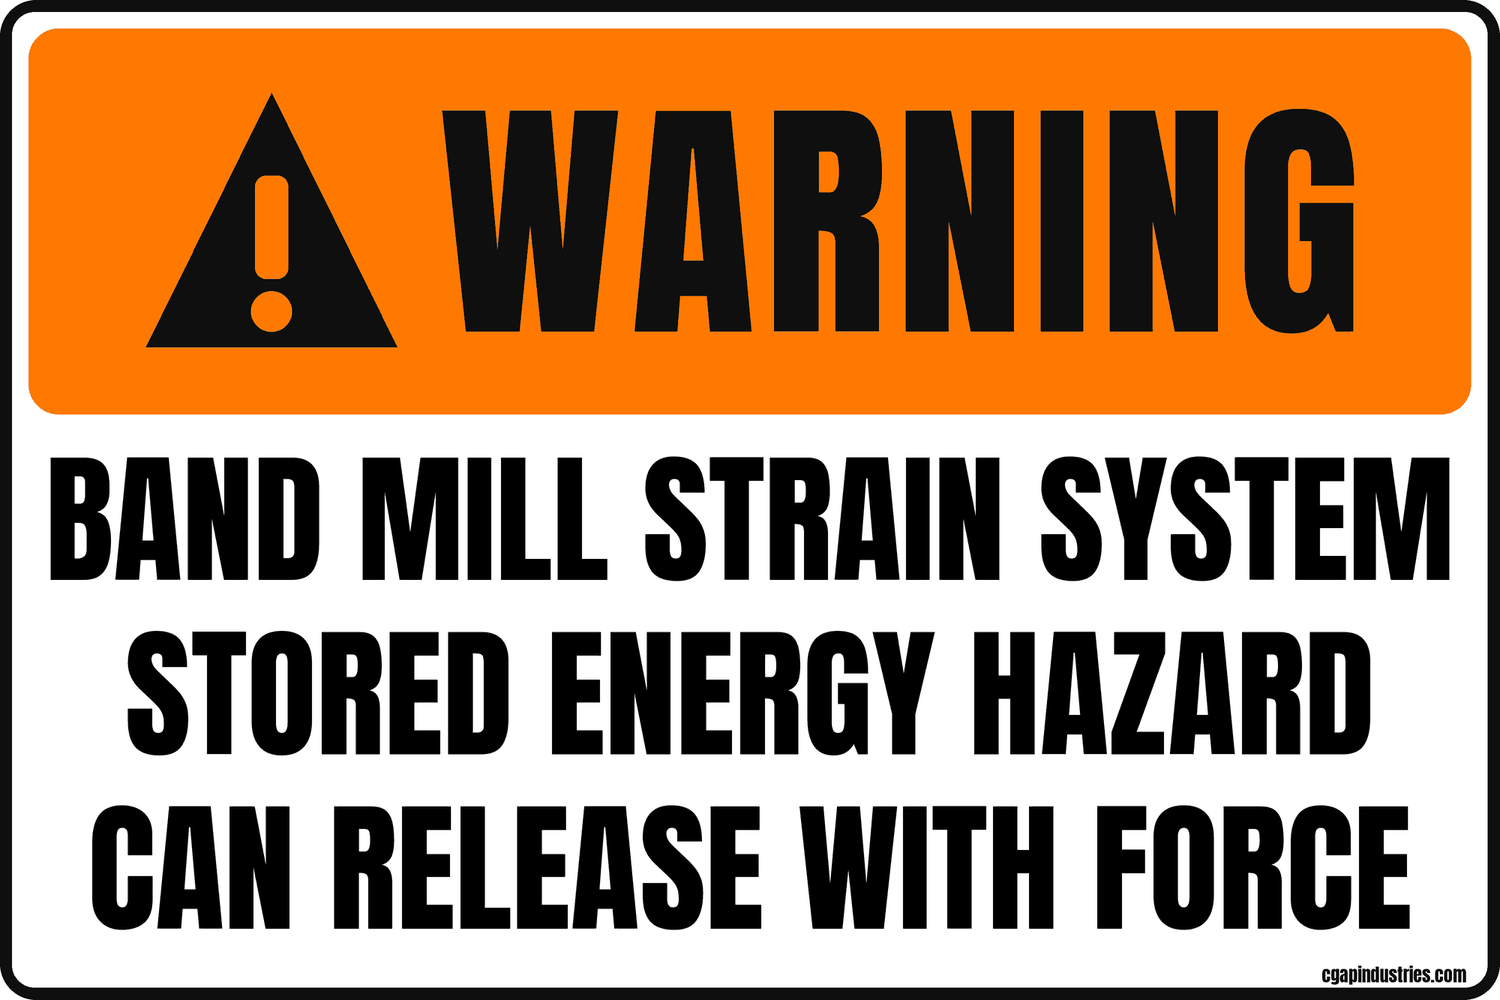 WARNING
BAND MILL STRAIN SYSTEM
STORED ENERGY HAZARD
CAN RELEASE WITH FORCE
cgapindustries.com